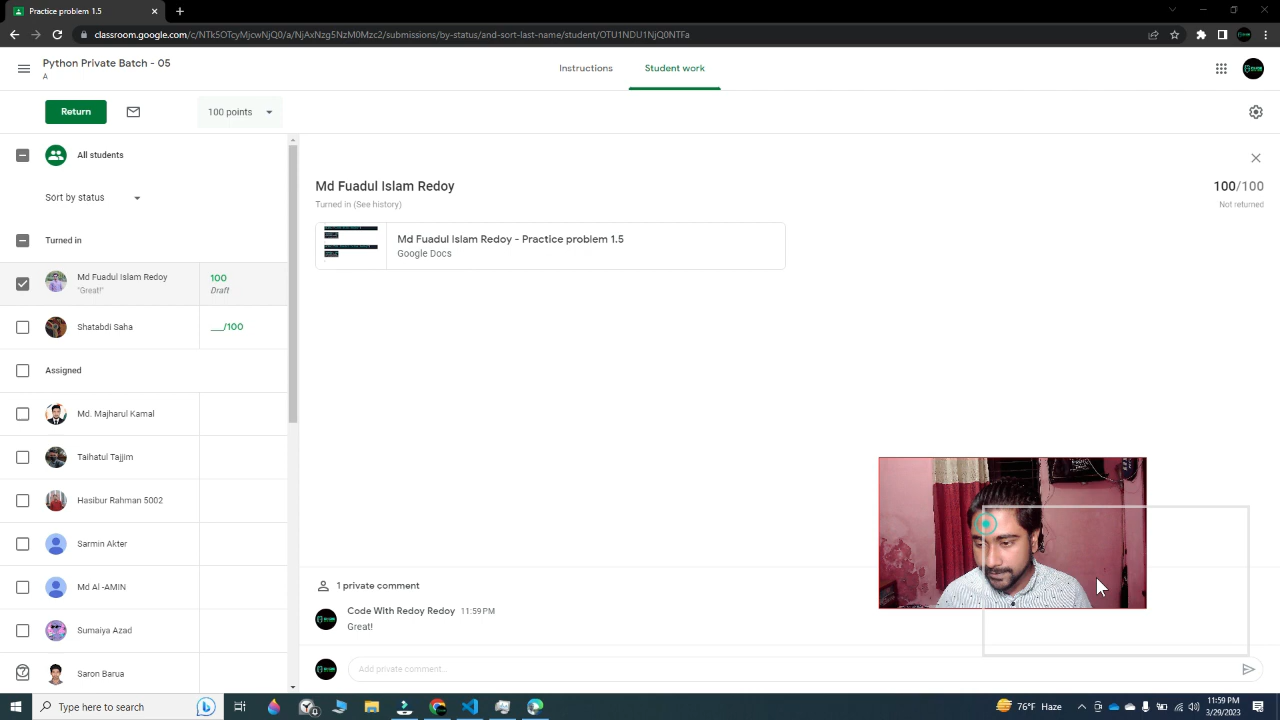 Practice problem 1.5
classroom.google.com/c/NTk5OTcyMjcwNjQ0/a/NjAxNzg5NzM0Mzc2/submissions/by-status/and-sort-last-name/student/OTU1NDU1NjQ0NTFa
Python Private Batch - 05
A
Instructions
Student work
Return
100 points
All students
Sort by status
Turned in
Md Fuadul Islam Redoy
"Great!"
100
Draft
Shatabdi Saha
__/100
Assigned
Md. Majharul Kamal
Taihatul Tajjim
Hasibur Rahman 5002
Sarmin Akter
Md Al -AMIN
Sumaiya Azad
Saron Barua
Md Fuadul Islam Redoy
100/100
Turned in (See history)
Not returned
Md Fuadul Islam Redoy - Practice problem 1.5
Google Docs
1 private comment
Code With Redoy Redoy 11:59 PM
Great!
Add private comment...
Type here to search
76°F Haze
11:59 PM
3/29/2023